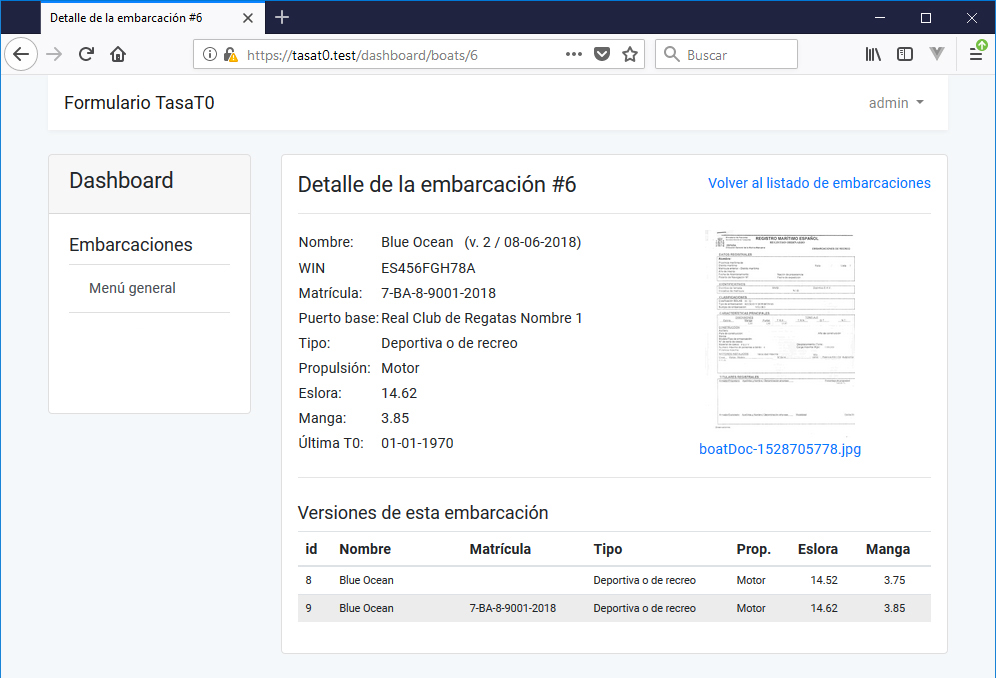 Detalle de la embarcación #6
https://tasat0.test/dashboard/boats/6
Buscar
Formulario TasaT0
admin
Dashboard
Embarcaciones
Menú general
Detalle de la embarcación #6
Volver al listado de embarcaciones
Nombre: Blue Ocean (v. 2 / 08-06-2018)
WIN ES456FGH78A
Matrícula: 7-BA-8-9001-2018
Puerto base: Real Club de Regatas Nombre 1
Tipo: Deportiva o de recreo
Propulsión: Motor
Eslora: 14.62
Manga: 3.85
Última T0: 01-01-1970
REGISTRO MARITIMO ESPAÑOL
boatDoc-1528705778.jpg
Versiones de esta embarcación
id Nombre Matrícula Tipo Prop. Eslora Manga
8 Blue Ocean Deportiva o de recreo Motor 14.52 3.75
9 Blue Ocean 7-BA-8-9001-2018 Deportiva o de recreo Motor 14.62 3.85